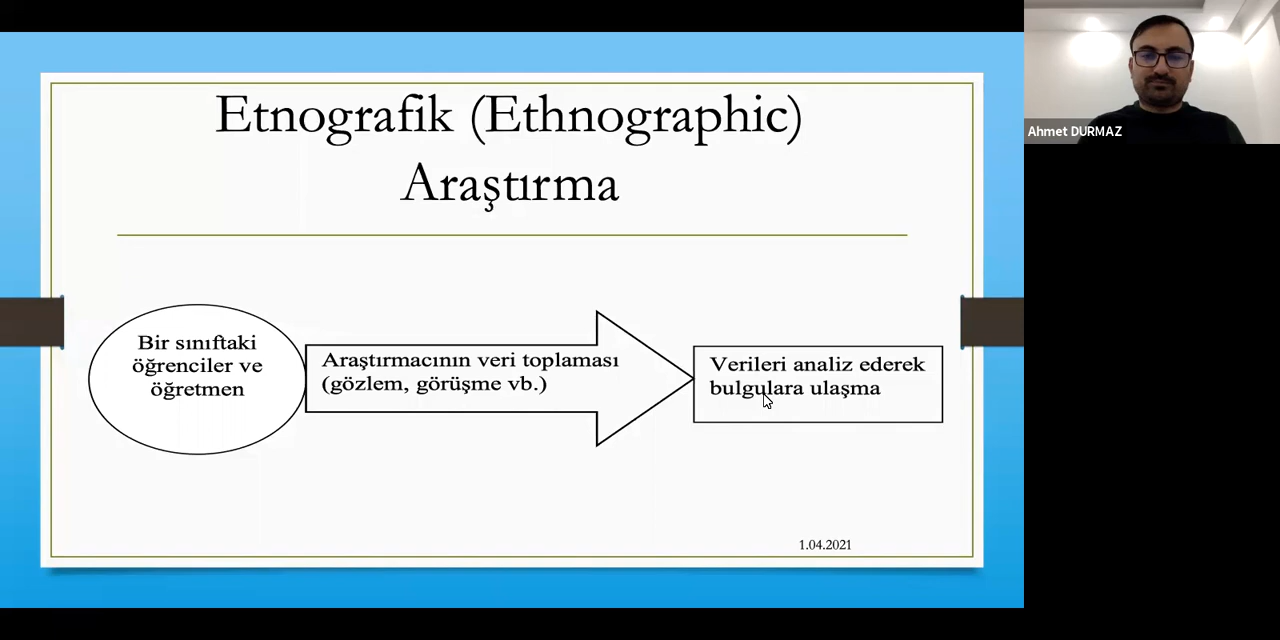 Etnografik (Ethnographic)
Araştırma
Bir sınıftaki
öğrenciler ve
öğretmen
Araştırmacının veri toplaması
(gözlem, görüşme vb.)
Verileri analiz ederek
bulgulara ulaşma
1.04.2021
Ahmet DURMAZ